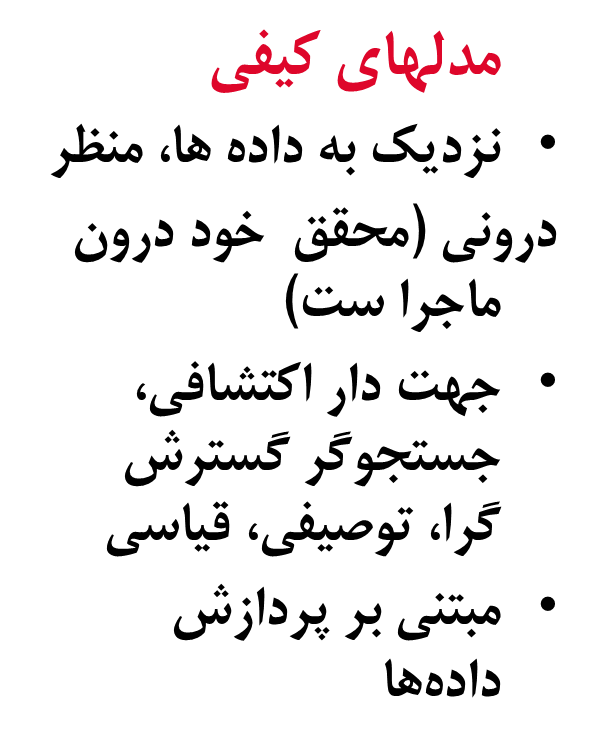 مدلهای کیفی
• نزدیک به داده ها، منظر
درونی (محقق خود درون
ماجرا ست)
• جهت دار اکتشافی،
جستجوگر گسترش
گرا، توصیفی، قیاسی
• مبتنی بر پردازش
داده‌ها